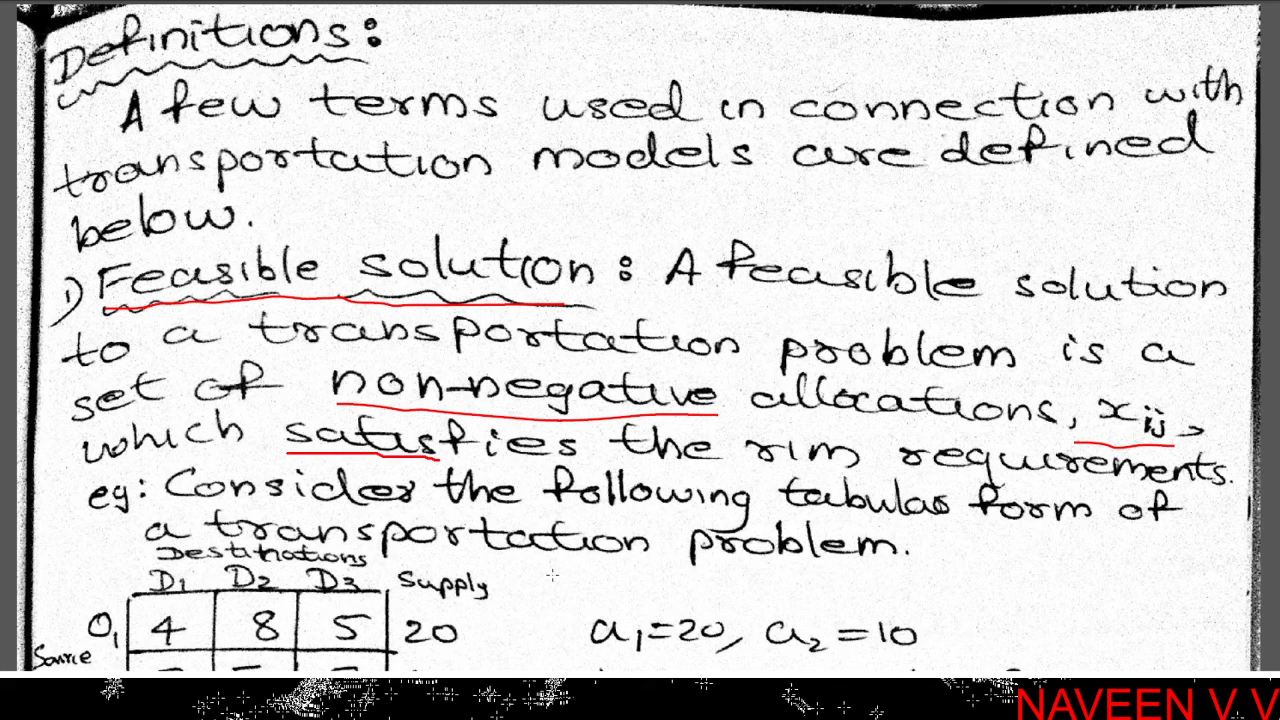 Definitions:
A few terms used in connection with
transportation models are defined
below.
1) Feasible solution: A feasible solution
to a transportation problem is a
set of non-negative allocations, xij,
which satisfies the rim requirements.
eg: Consider the following tabular form of
a transportation problem.
Destinations
D1 D2 D3 Supply
O1 4 8 5 20 a1=20, a2=10
Source
NAVEEN V V